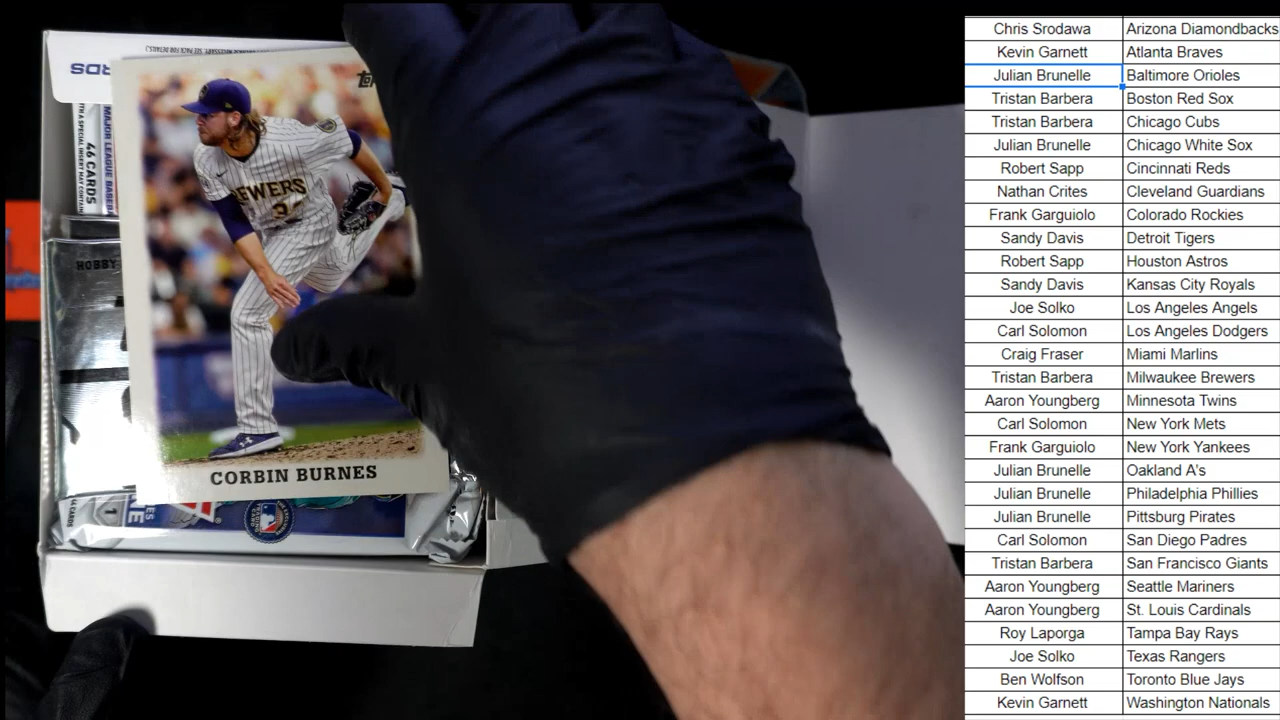 RDS
MAJOR LEAGUE BASEB
46 CARDS
HOBBY
BREWERS
CORBIN BURNES
1
Chris Srodawa Arizona Diamondbacks
Kevin Garnett Atlanta Braves
Julian Brunelle Baltimore Orioles
Tristan Barbera Boston Red Sox
Tristan Barbera Chicago Cubs
Julian Brunelle Chicago White Sox
Robert Sapp Cincinnati Reds
Nathan Crites Cleveland Guardians
Frank Garguiolo Colorado Rockies
Sandy Davis Detroit Tigers
Robert Sapp Houston Astros
Sandy Davis Kansas City Royals
Joe Solko Los Angeles Angels
Carl Solomon Los Angeles Dodgers
Craig Fraser Miami Marlins
Tristan Barbera Milwaukee Brewers
Aaron Youngberg Minnesota Twins
Carl Solomon New York Mets
Frank Garguiolo New York Yankees
Julian Brunelle Oakland A's
Julian Brunelle Philadelphia Phillies
Julian Brunelle Pittsburg Pirates
Carl Solomon San Diego Padres
Tristan Barbera San Francisco Giants
Aaron Youngberg Seattle Mariners
Aaron Youngberg St. Louis Cardinals
Roy Laporga Tampa Bay Rays
Joe Solko Texas Rangers
Ben Wolfson Toronto Blue Jays
Kevin Garnett Washington Nationals